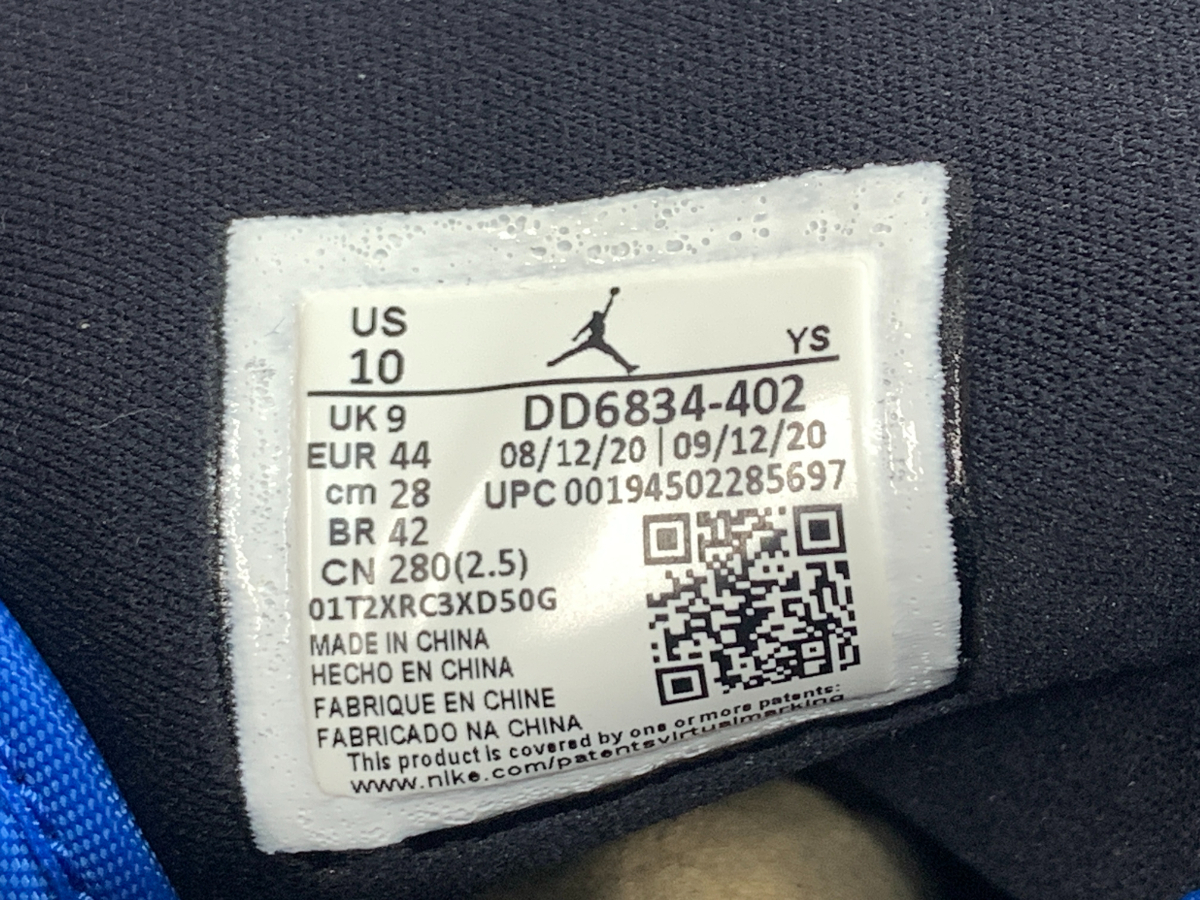 US
10
YS
UK 9
EUR 44
cm 28
BR 42
CN 280(2.5)
DD6834-402
08/12/20 | 09/12/20
UPC 00194502285697
01T2XRC3XD50G
MADE IN CHINA
HECHO EN CHINA
FABRIQUE EN CHINE
FABRICADO NA CHINA
This product is covered by one or more patents:
www.nike.com/patentsvirtualmarking